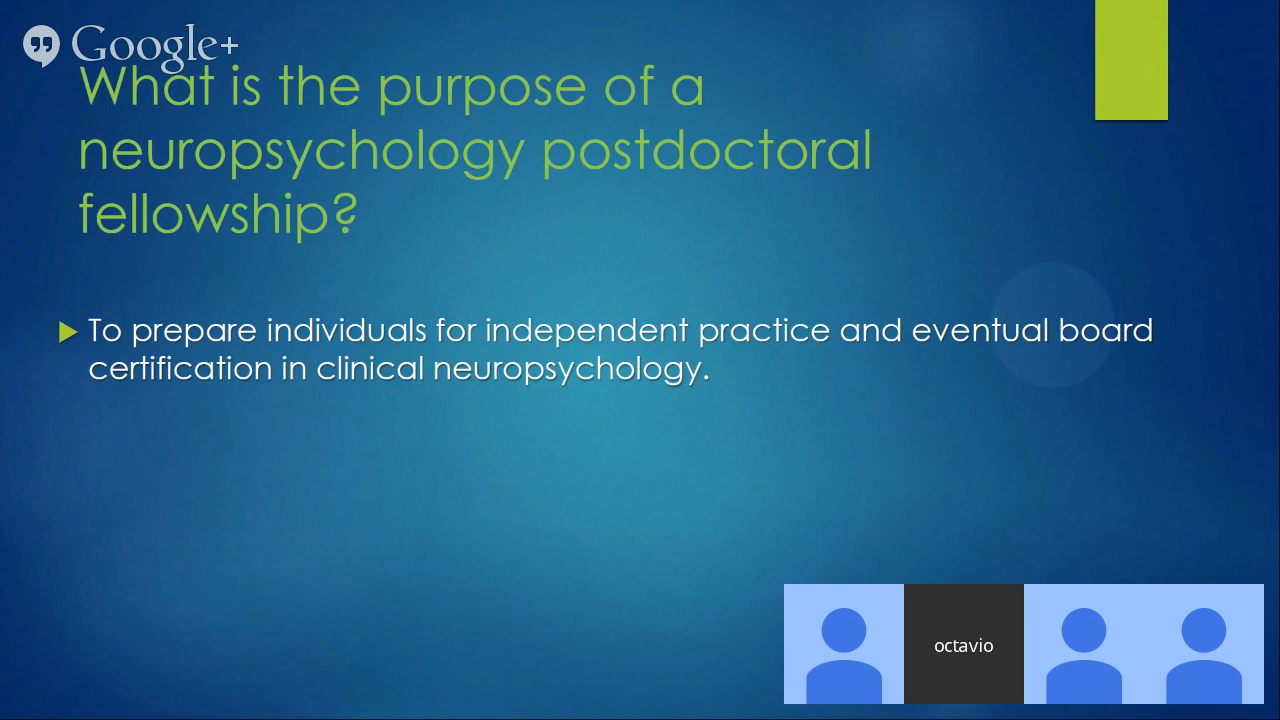 Google+
What is the purpose of a
neuropsychology postdoctoral
fellowship?
To prepare individuals for independent practice and eventual board
certification in clinical neuropsychology.
octavio